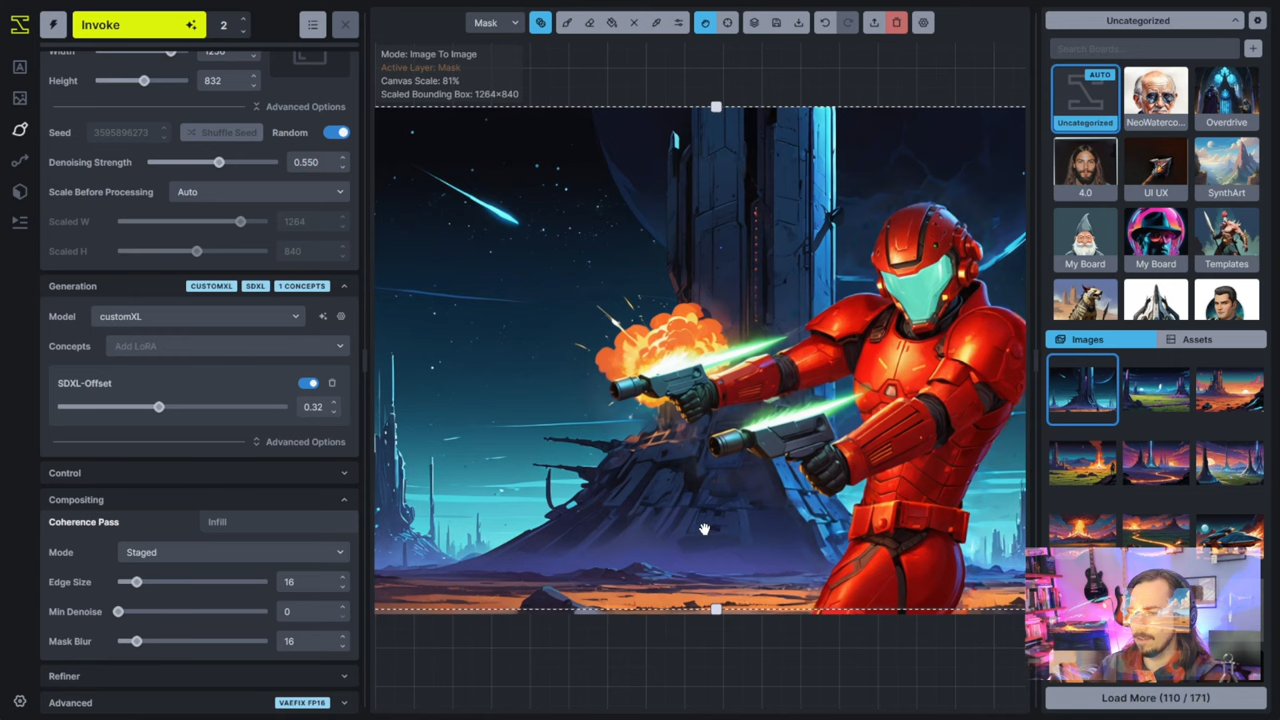 Invoke
2
Mask
Uncategorized
Mode: Image To Image
Active Layer: Mask
Canvas Scale: 81%
Scaled Bounding Box: 1264×840
Search Boards...
AUTO
Uncategorized
NeoWaterco...
Overdrive
4.0
UI UX
SynthArt
My Board
My Board
Templates
Images
Assets
Load More (110 / 171)
Width
1256
Height
832
Advanced Options
Seed
3595896273
Shuffle Seed
Random
Denoising Strength
0.550
Scale Before Processing
Auto
Scaled W
1264
Scaled H
840
Generation
CUSTOMXL
SDXL
1 CONCEPTS
Model
customXL
Concepts
Add LoRA
SDXL-Offset
0.32
Advanced Options
Control
Compositing
Coherence Pass
Infill
Mode
Staged
Edge Size
16
Min Denoise
0
Mask Blur
16
Refiner
Advanced
VAEFIX FP16